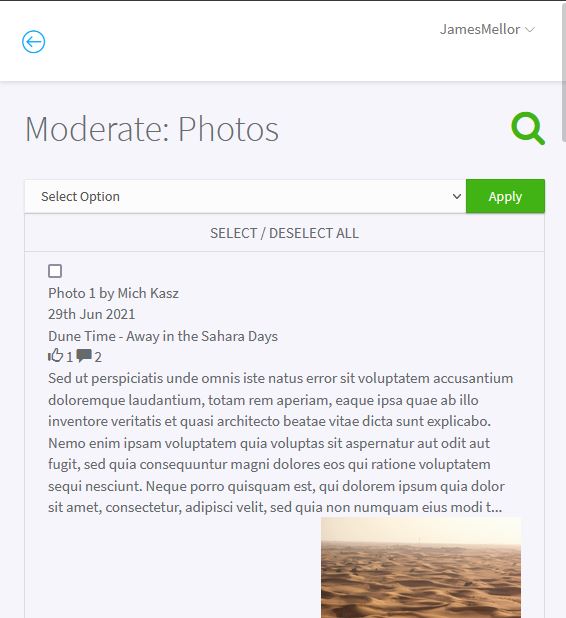 JamesMellor
Moderate: Photos
Select Option
Apply
SELECT / DESELECT ALL
Photo 1 by Mich Kasz
29th Jun 2021
Dune Time - Away in the Sahara Days
1 2
Sed ut perspiciatis unde omnis iste natus error sit voluptatem accusantium
doloremque laudantium, totam rem aperiam, eaque ipsa quae ab illo
inventore veritatis et quasi architecto beatae vitae dicta sunt explicabo.
Nemo enim ipsam voluptatem quia voluptas sit aspernatur aut odit aut
fugit, sed quia consequuntur magni dolores eos qui ratione voluptatem
sequi nesciunt. Neque porro quisquam est, qui dolorem ipsum quia dolor
sit amet, consectetur, adipisci velit, sed quia non numquam eius modi t...